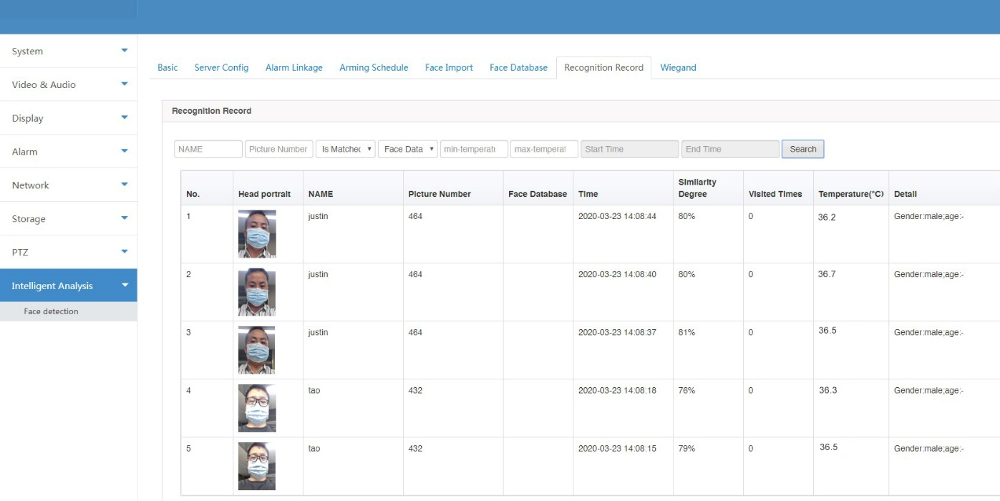 System
Video & Audio
Display
Alarm
Network
Storage
PTZ
Intelligent Analysis
Face detection
Basic Server Config Alarm Linkage Arming Schedule Face Import Face Database Recognition Record Wiegand
Recognition Record
NAME Picture Number Is Matched Face Data min-temperatu max-temperat Start Time End Time Search
No. Head portrait NAME Picture Number Face Database Time Similarity Degree Visited Times Temperature(°C) Detail
1 justin 464 2020-03-23 14:08:44 80% 0 36.2 Gender:male;age:-
2 justin 464 2020-03-23 14:08:40 80% 0 36.7 Gender:male;age:-
3 justin 464 2020-03-23 14:08:37 81% 0 36.5 Gender:male;age:-
4 tao 432 2020-03-23 14:08:18 76% 0 36.3 Gender:male;age:-
5 tao 432 2020-03-23 14:08:15 79% 0 36.5 Gender:male;age:-